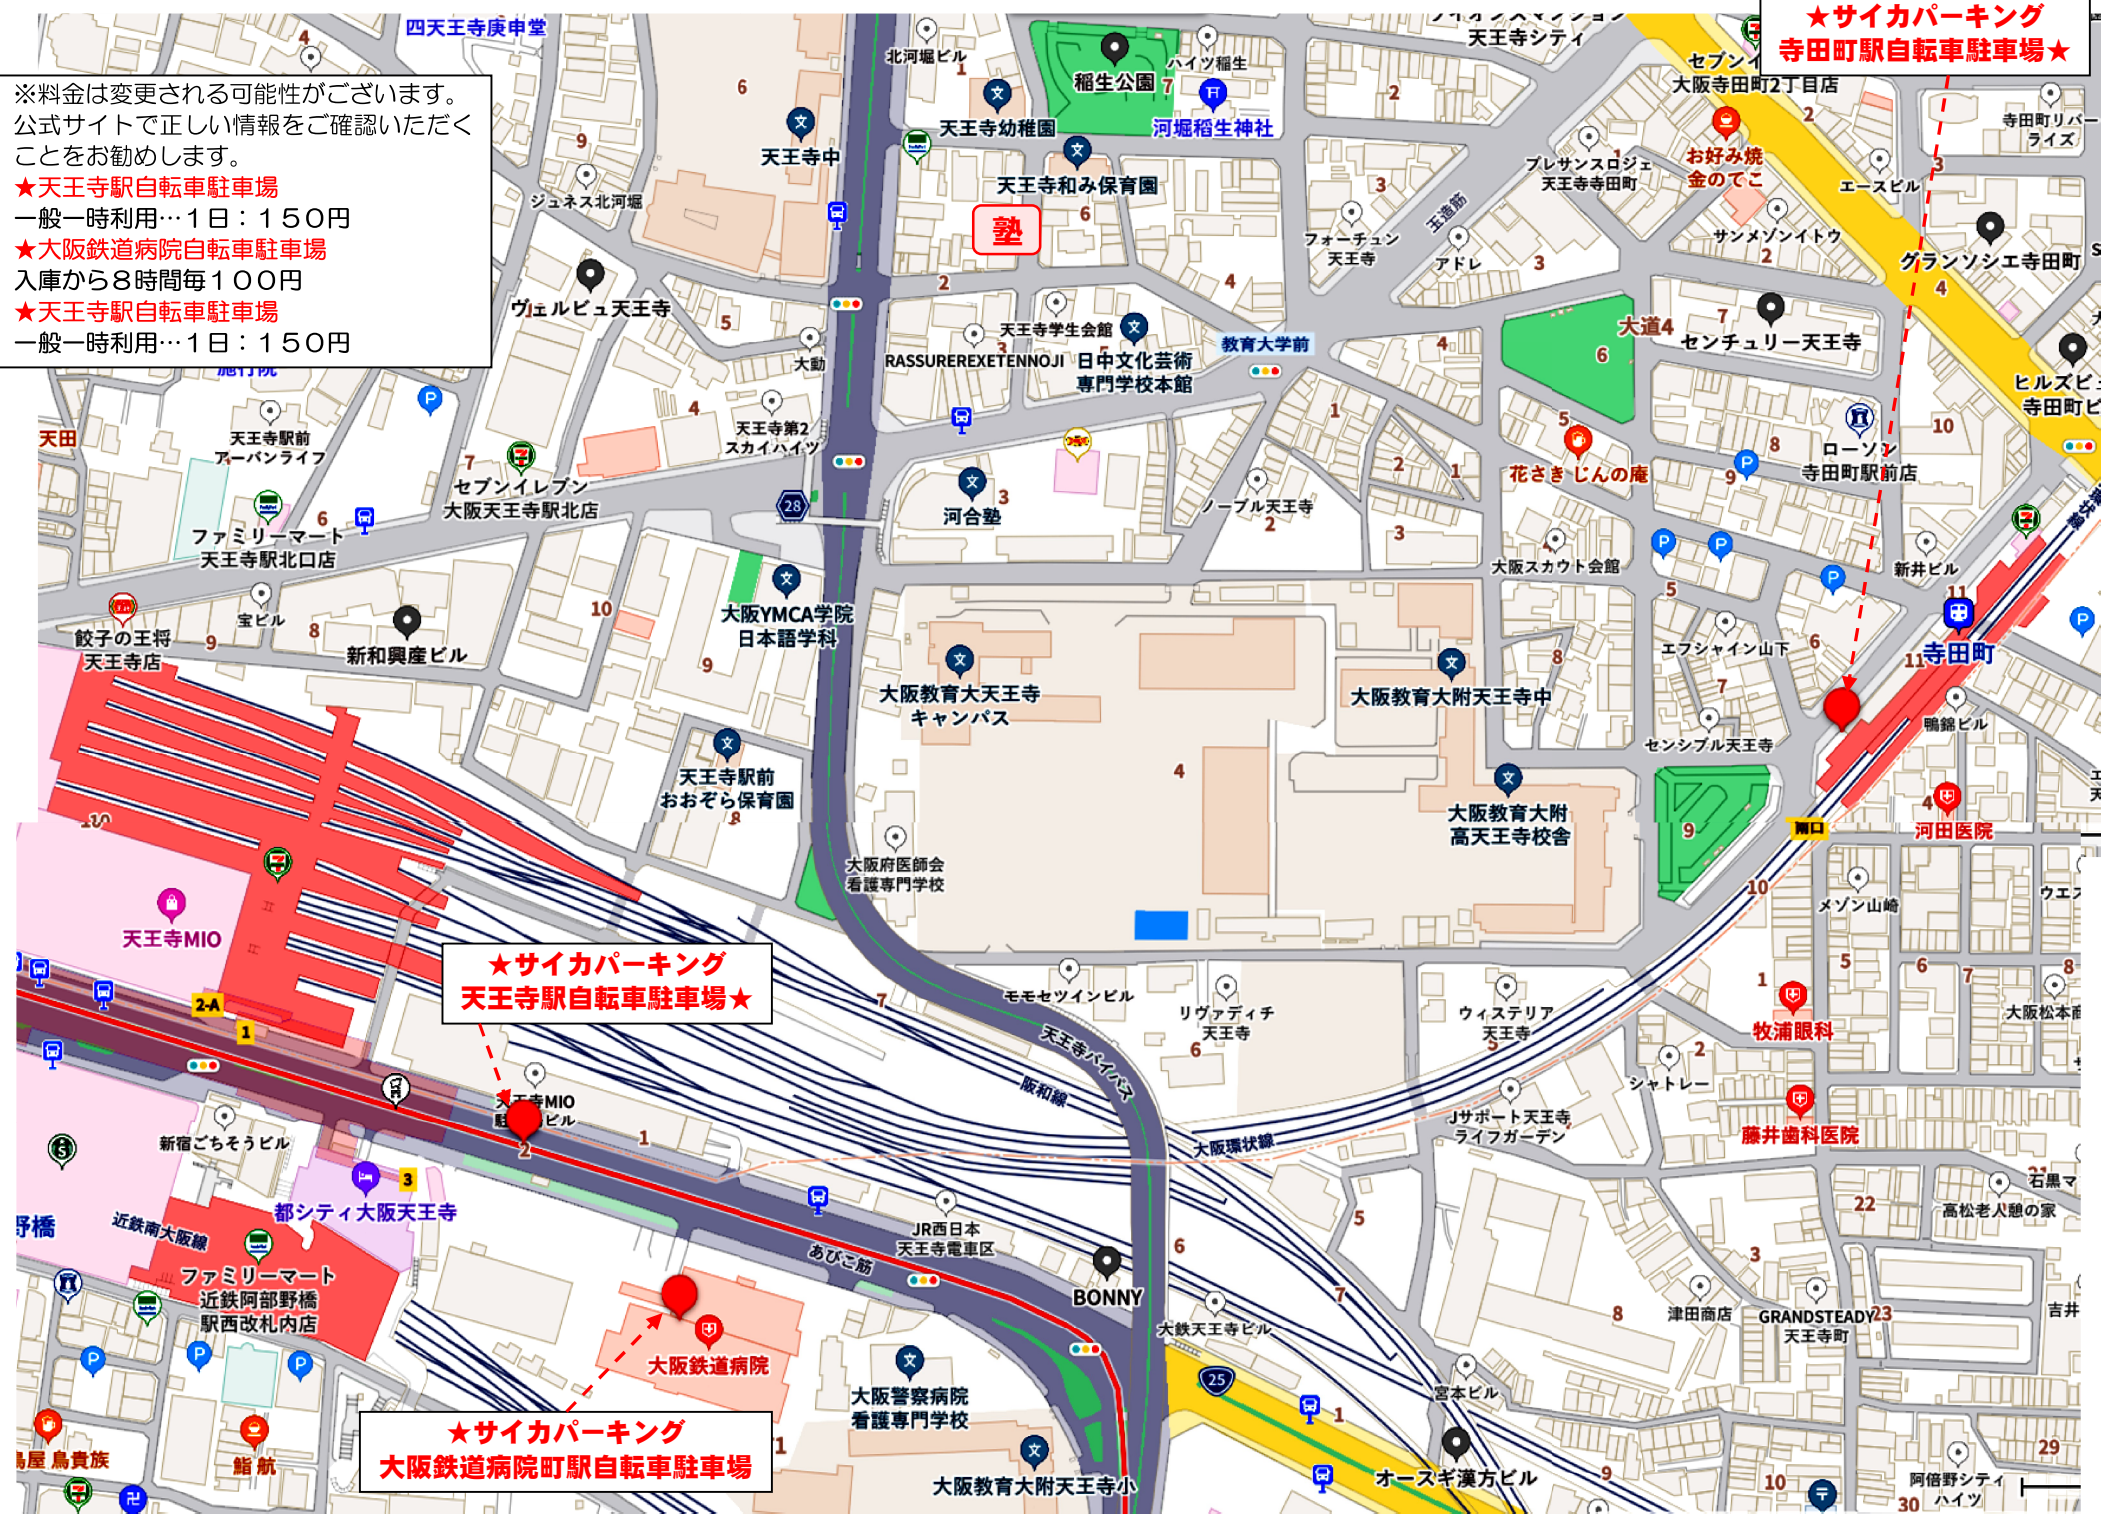 四天王寺庚申堂
※料金は変更される可能性がございます。
公式サイトで正しい情報をご確認いただく
ことをお勧めします。
★天王寺駅自転車駐車場
一般一時利用…１日：１５０円
★大阪鉄道病院自転車駐車場
入庫から８時間毎１００円
★天王寺駅自転車駐車場
一般一時利用…１日：１５０円
★サイカパーキング
寺田町駅自転車駐車場★
北河堀ビル
稲生公園
ハイツ稲生
天王寺シティ
大阪寺田町2丁目店
天王寺幼稚園
河堀稲生神社
天王寺中
天王寺和み保育園
塾
ジュネス北河堀
プレサンスロジェ
天王寺寺田町
お好み焼
金のてこ
エースビル
寺田町リバー
ライズ
玉造筋
フォーチュン
天王寺
アドレ
サンメゾンイトウ
グランソシエ寺田町
ヴェルビュ天王寺
大動
天王寺学生会館
RASSUREREXETENNOJI
日中文化芸術
専門学校本館
教育大学前
大道4
センチュリー天王寺
天王寺駅前
アーバンライフ
天王寺第2
スカイハイツ
セブンイレブン
大阪天王寺駅北店
28
河合塾
ノーブル天王寺
花さき じんの庵
ローソン
寺田町駅前店
ファミリーマート
天王寺駅北口店
大阪スカウト会館
新井ビル
餃子の王将
天王寺店
宝ビル
新和興産ビル
大阪YMCA学院
日本語学科
大阪教育大天王寺
キャンパス
大阪教育大附天王寺中
エフシャイン山下
寺田町
センシブル天王寺
鴨錦ビル
天王寺駅前
おおぞら保育園
大阪教育大附
高天王寺校舎
南口
河田医院
大阪府医師会
看護専門学校
メゾン山崎
天王寺MIO
★サイカパーキング
天王寺駅自転車駐車場★
2-A
1
モモセツインビル
リヴァディチ
天王寺
ウィステリア
天王寺
牧浦眼科
天王寺バイパス
阪和線
シャトレー
新宿ごちそうビル
大阪環状線
Jサポート天王寺
ライフガーデン
藤井歯科医院
3
都シティ大阪天王寺
近鉄南大阪線
あびこ筋
JR西日本
天王寺電車区
高松老人憩の家
ファミリーマート
近鉄阿部野橋
駅西改札内店
BONNY
大鉄天王寺ビル
津田商店
GRANDSTEADY
天王寺町
大阪鉄道病院
25
大阪警察病院
看護専門学校
宮本ビル
★サイカパーキング
大阪鉄道病院町駅自転車駐車場
鮨 航
大阪教育大附天王寺小
オースギ漢方ビル
阿倍野シティ
ハイツ